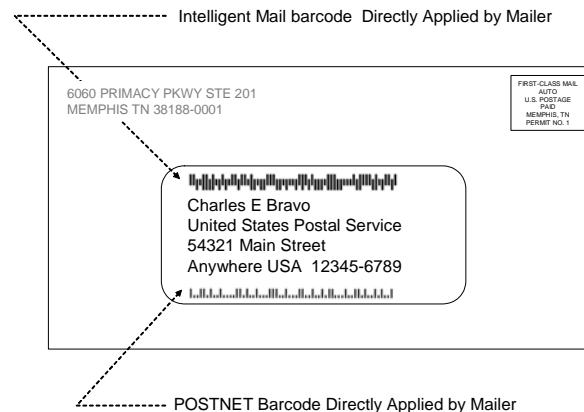 Intelligent Mail barcode  Directly Applied by Mailer
6060 PRIMACY PKWY STE 201
MEMPHIS TN 38188-0001
FIRST-CLASS MAIL
AUTO
U.S. POSTAGE
PAID
MEMPHIS, TN
PERMIT NO. 1
Charles E Bravo
United States Postal Service
54321 Main Street
Anywhere USA  12345-6789
POSTNET Barcode Directly Applied by Mailer